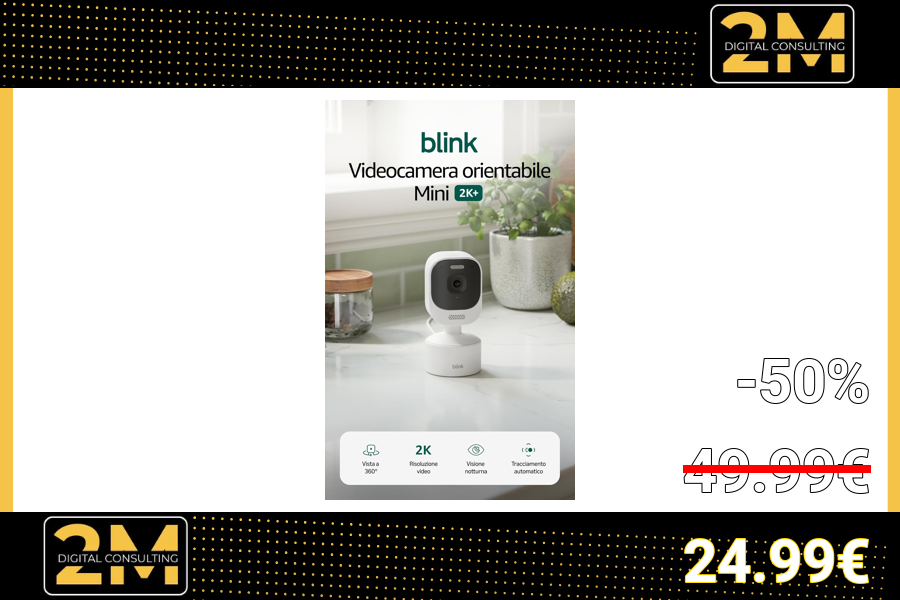 2M
DIGITAL CONSULTING
blink
Videocamera orientabile
Mini 2K+
blink
2K
Vista a
360°
Risoluzione
video
Visione
notturna
Tracciamento
automatico
-50%
49.99€
2M
DIGITAL CONSULTING
24.99€